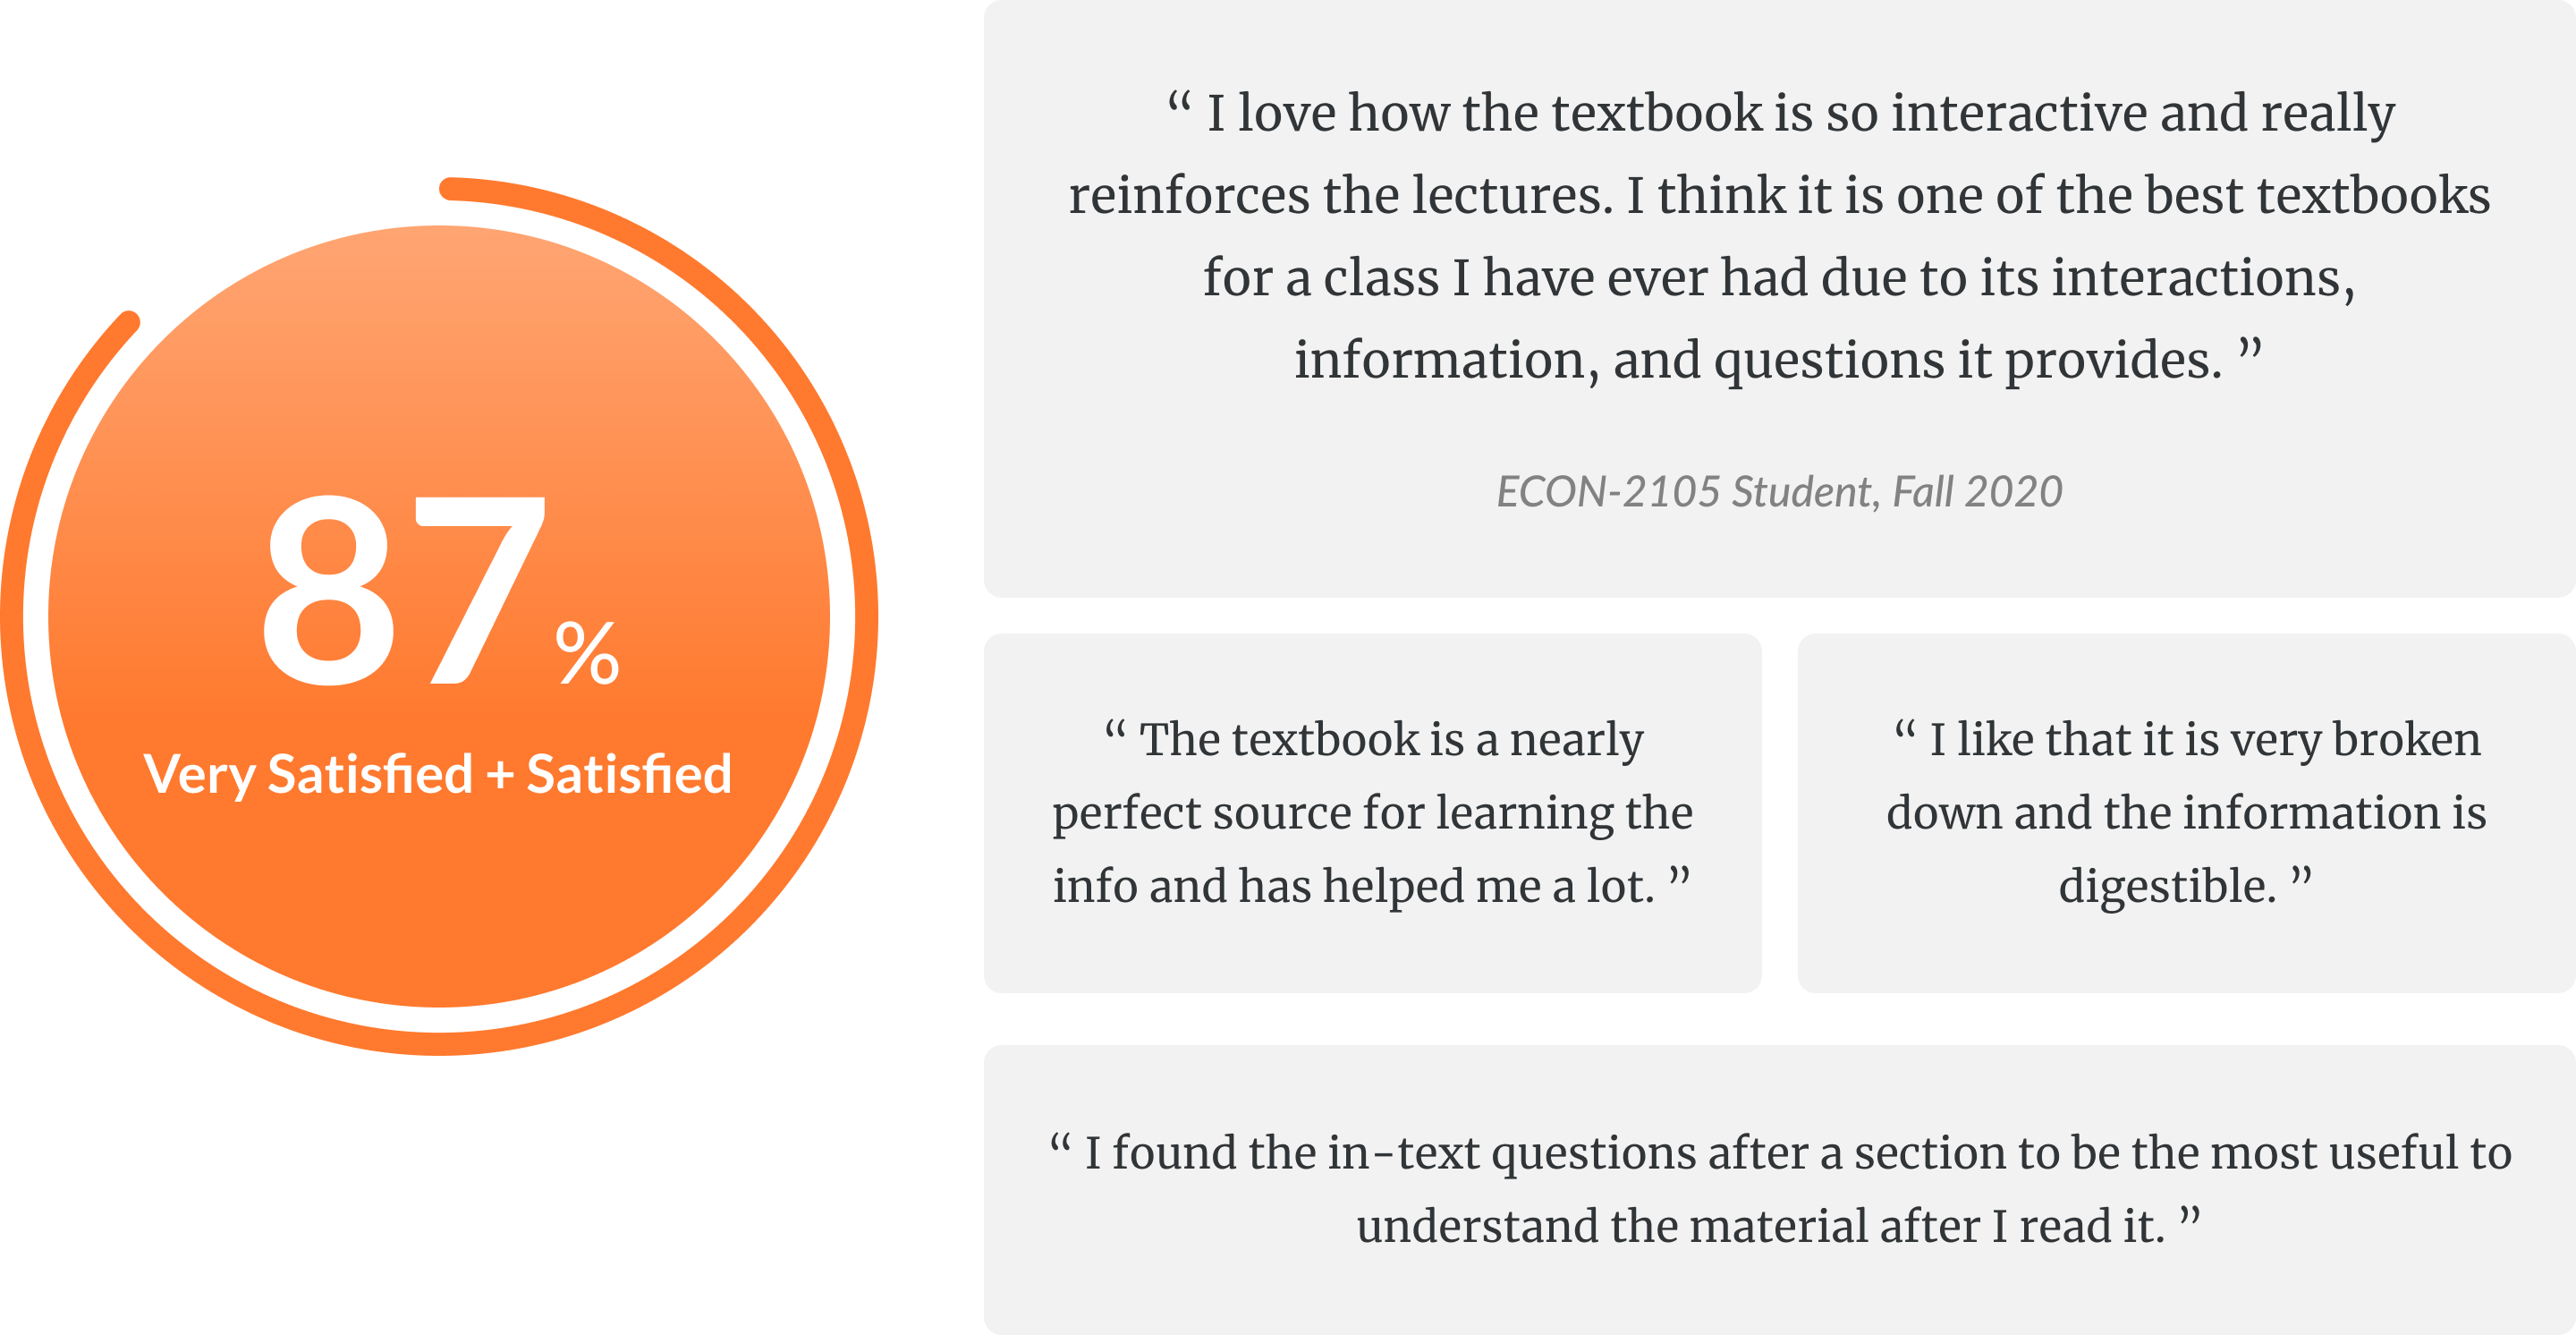 87%
Very Satisfied + Satisfied
“ I love how the textbook is so interactive and really
reinforces the lectures. I think it is one of the best textbooks
for a class I have ever had due to its interactions,
information, and questions it provides. ”
ECON-2105 Student, Fall 2020
“ The textbook is a nearly
perfect source for learning the
info and has helped me a lot. ”
“ I like that it is very broken
down and the information is
digestible. ”
“ I found the in-text questions after a section to be the most useful to
understand the material after I read it. ”